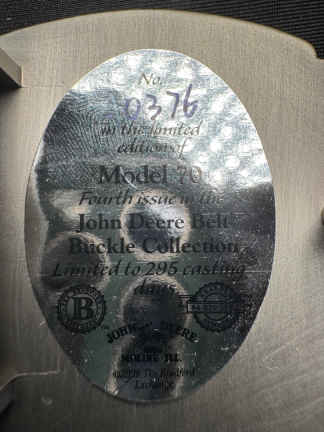 No.
0376
in the limited
edition of
Model 70
Fourth issue in the
John Deere Belt
Buckle Collection
Limited to 295 casting
days
B
JOHN DEERE
MOLINE ILL.
The Bradford
Exchange